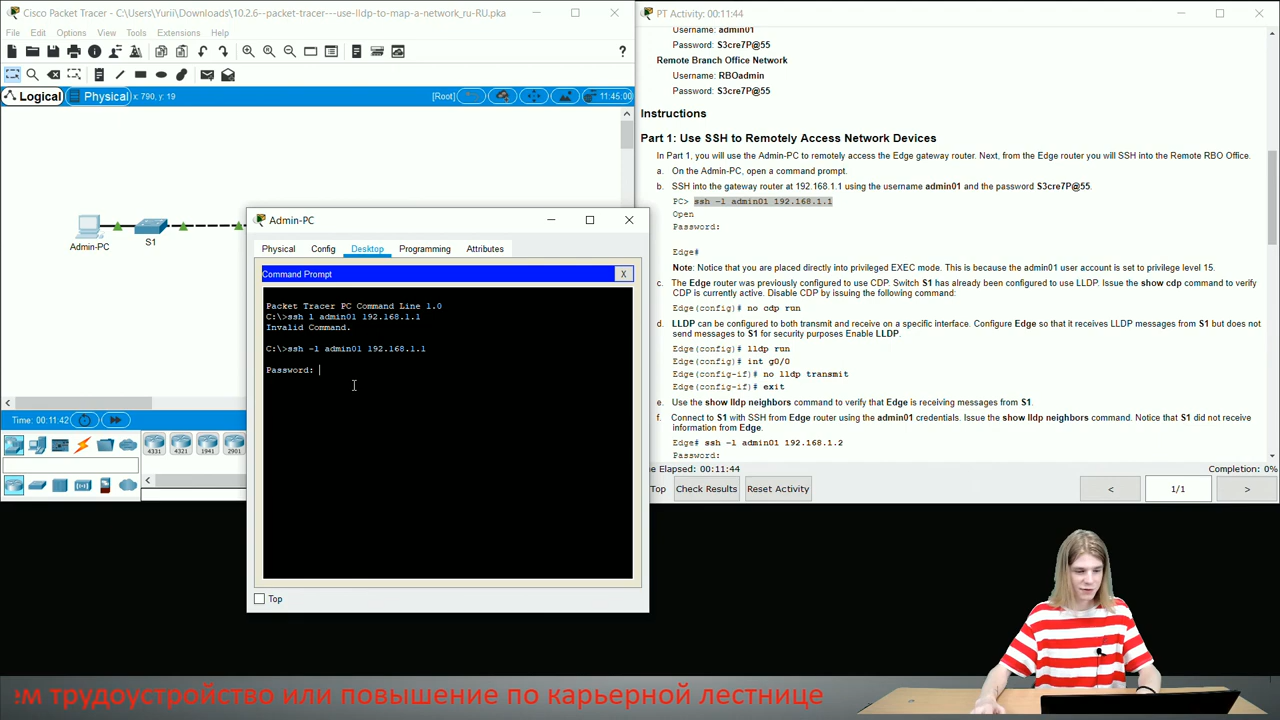 Cisco Packet Tracer - C:\Users\Yurii\Downloads\10.2.6--packet-tracer---use-lldp-to-map-a-network_ru-RU.pka
File Edit Options View Tools Extensions Help
?
Logical Physical x: 790, y: 19
[Root] 11:45:00
Admin-PC
S1
Time: 00:11:42
4331 4321 1941 2901
Admin-PC
Physical Config Desktop Programming Attributes
Command Prompt
X
Packet Tracer PC Command Line 1.0
C:\>ssh l admin01 192.168.1.1
Invalid Command.
C:\>ssh -l admin01 192.168.1.1
Password:
Top
PT Activity: 00:11:44
Username: admin01
Password: S3cre7P@55
Remote Branch Office Network
Username: RBOadmin
Password: S3cre7P@55
Instructions
Part 1: Use SSH to Remotely Access Network Devices
In Part 1, you will use the Admin-PC to remotely access the Edge gateway router. Next, from the Edge router you will SSH into the Remote RBO Office.
a. On the Admin-PC, open a command prompt.
b. SSH into the gateway router at 192.168.1.1 using the username admin01 and the password S3cre7P@55.
PC> ssh -l admin01 192.168.1.1
Open
Password:
Edge#
Note: Notice that you are placed directly into privileged EXEC mode. This is because the admin01 user account is set to privilege level 15.
c. The Edge router was previously configured to use CDP. Switch S1 has already been configured to use LLDP. Issue the show cdp command to verify
CDP is currently active. Disable CDP by issuing the following command:
Edge(config)# no cdp run
d. LLDP can be configured to both transmit and receive on a specific interface. Configure Edge so that it receives LLDP messages from S1 but does not
send messages to S1 for security purposes Enable LLDP.
Edge(config)# lldp run
Edge(config)# int g0/0
Edge(config-if)# no lldp transmit
Edge(config-if)# exit
e. Use the show lldp neighbors command to verify that Edge is receiving messages from S1.
f. Connect to S1 with SSH from Edge router using the admin01 credentials. Issue the show lldp neighbors command. Notice that S1 did not receive
information from Edge.
Edge# ssh -l admin01 192.168.1.2
Password:
e Elapsed: 00:11:44 Completion: 0%
Top Check Results Reset Activity < 1/1 >
м трудоустройство или повышение по карьерной лестнице